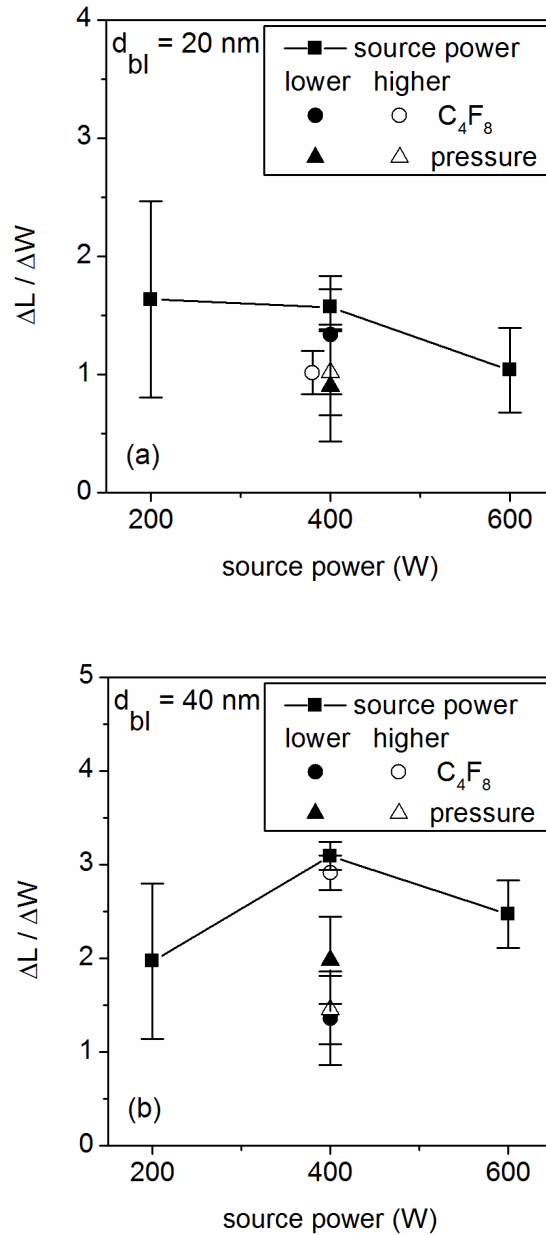 4
d_bl = 20 nm
source power
lower higher
C₄F₈
pressure
3
2
1
0
ΔL / ΔW
(a)
200 400 600
source power (W)
5
d_bl = 40 nm
source power
lower higher
C₄F₈
pressure
4
3
2
1
0
ΔL / ΔW
(b)
200 400 600
source power (W)